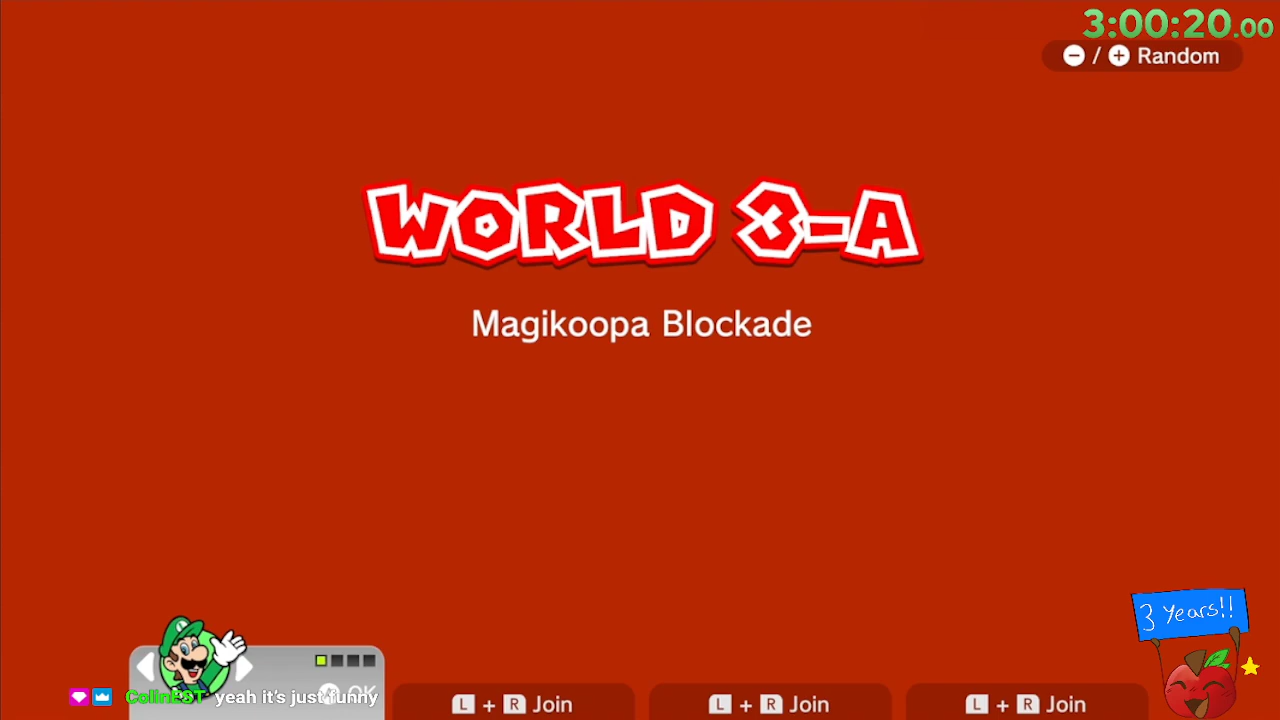 3:00:20.00
− / + Random
WORLD 3-A
Magikoopa Blockade
3 Years!!
OK
ColinEST yeah it's just funny
L + R Join
L + R Join
L + R Join